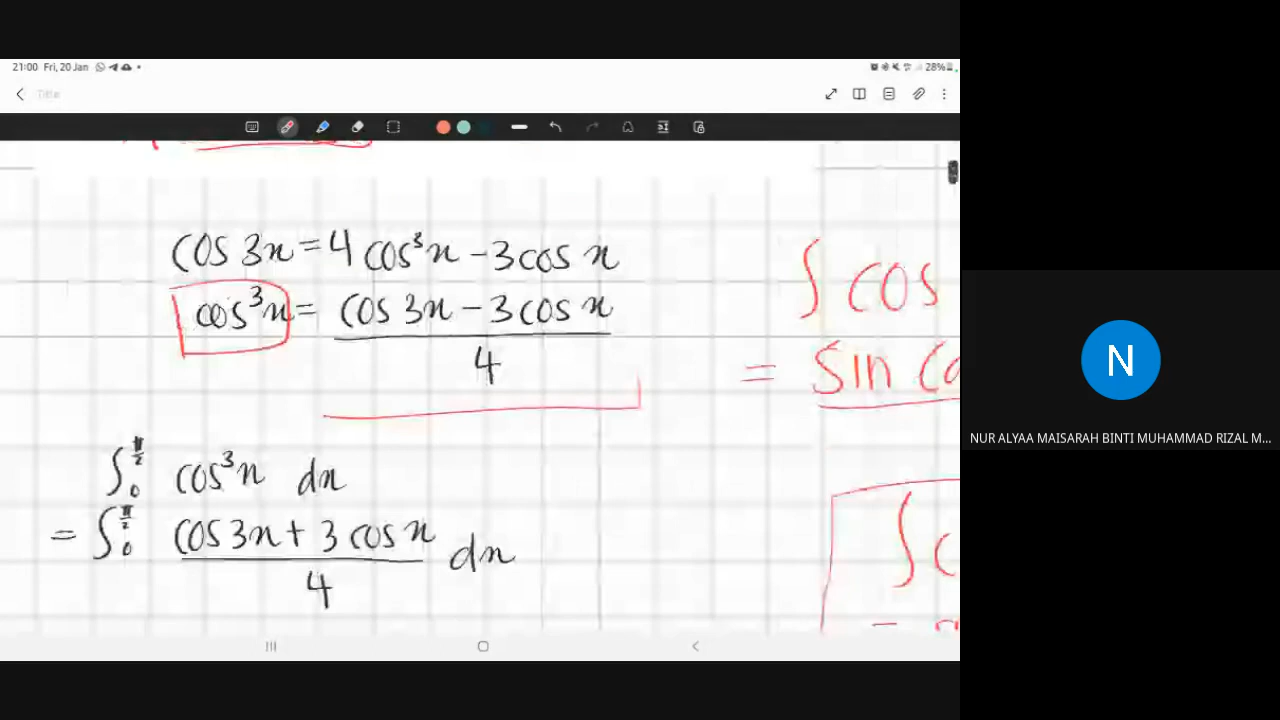 21:00 Fri, 20 Jan
28%
Title
cos 3x = 4 cos³x - 3 cos x
cos³x = cos 3x - 3 cos x
4
∫₀^(π/2) cos³x dx
= ∫₀^(π/2) cos 3x + 3 cos x dx
4
∫ cos
= sin (a
∫ c
=
N
NUR ALYAA MAISARAH BINTI MUHAMMAD RIZAL M...